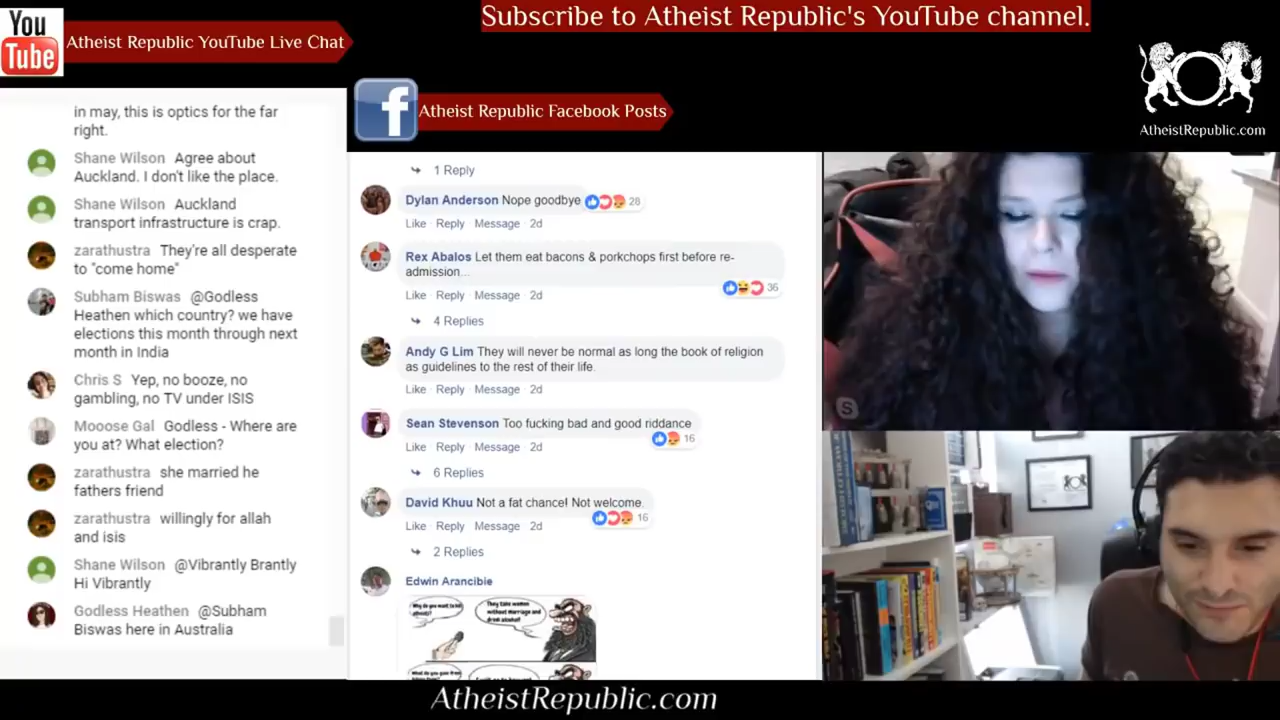 Subscribe to Atheist Republic's YouTube channel.
You
Tube
Atheist Republic YouTube Live Chat
AtheistRepublic.com
f
Atheist Republic Facebook Posts
in may, this is optics for the far
right.
Shane Wilson Agree about
Auckland. I don't like the place.
Shane Wilson Auckland
transport infrastructure is crap.
zarathustra They're all desperate
to "come home"
Subham Biswas @Godless
Heathen which country? we have
elections this month through next
month in India
Chris S Yep, no booze, no
gambling, no TV under ISIS
Mooose Gal Godless - Where are
you at? What election?
zarathustra she married he
fathers friend
zarathustra willingly for allah
and isis
Shane Wilson @Vibrantly Brantly
Hi Vibrantly
Godless Heathen @Subham
Biswas here in Australia
1 Reply
Dylan Anderson Nope goodbye 28
Like · Reply · Message · 2d
Rex Abalos Let them eat bacons & porkchops first before re-
admission...
36
Like · Reply · Message · 2d
4 Replies
Andy G Lim They will never be normal as long the book of religion
as guidelines to the rest of their life.
Like · Reply · Message · 2d
Sean Stevenson Too fucking bad and good riddance
16
Like · Reply · Message · 2d
6 Replies
David Khuu Not a fat chance! Not welcome.
16
Like · Reply · Message · 2d
2 Replies
Edwin Arancibie
They take women
without marriage and
drink alcohol!
AtheistRepublic.com